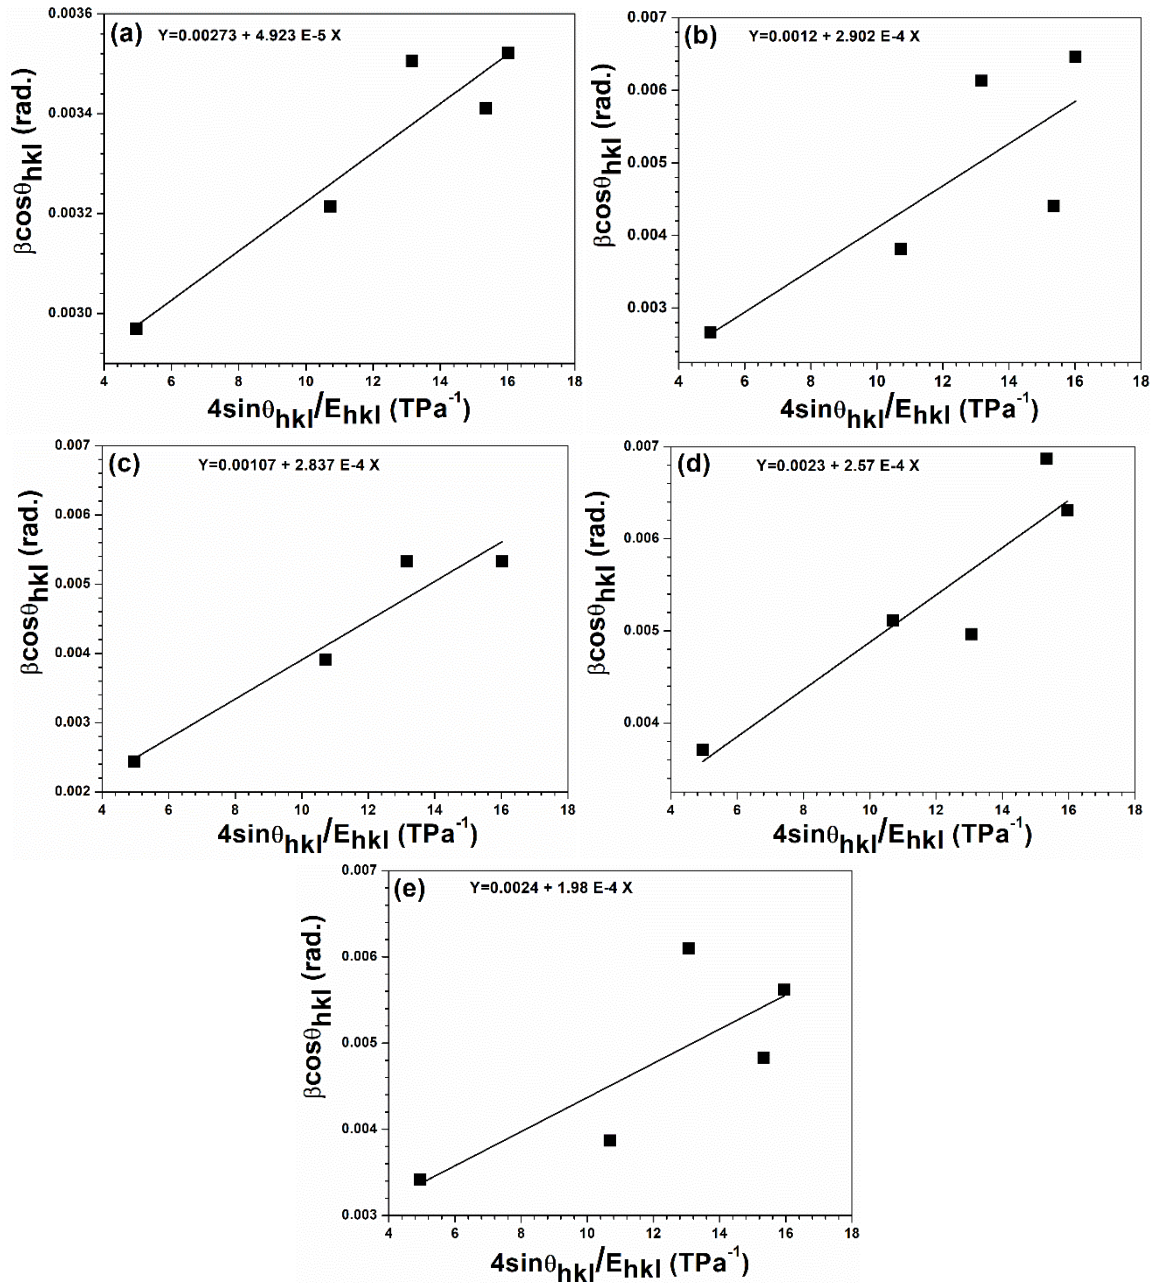 (a) Y=0.00273 + 4.923 E-5 X
0.0036
0.0034
0.0032
0.0030
βcosθhkl (rad.)
4 6 8 10 12 14 16 18
4sinθhkl/Ehkl (TPa-1)
(b) Y=0.0012 + 2.902 E-4 X
0.007
0.006
0.005
0.004
0.003
βcosθhkl (rad.)
4 6 8 10 12 14 16 18
4sinθhkl/Ehkl (TPa-1)
(c) Y=0.00107 + 2.837 E-4 X
0.007
0.006
0.005
0.004
0.003
0.002
βcosθhkl (rad.)
4 6 8 10 12 14 16 18
4sinθhkl/Ehkl (TPa-1)
(d) Y=0.0023 + 2.57 E-4 X
0.007
0.006
0.005
0.004
βcosθhkl (rad.)
4 6 8 10 12 14 16 18
4sinθhkl/Ehkl (TPa-1)
(e) Y=0.0024 + 1.98 E-4 X
0.007
0.006
0.005
0.004
0.003
βcosθhkl (rad.)
4 6 8 10 12 14 16 18
4sinθhkl/Ehkl (TPa-1)